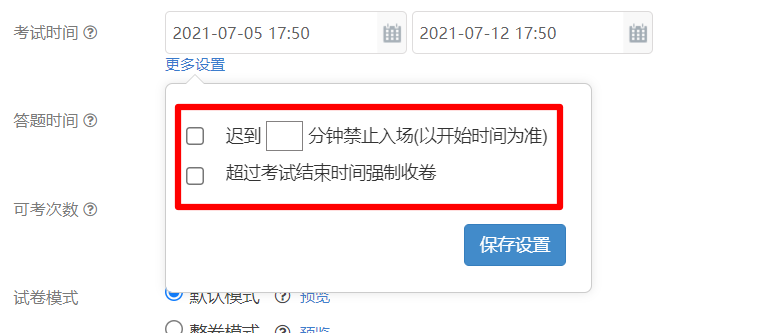 考试时间 ? 2021-07-05 17:50 2021-07-12 17:50
更多设置
答题时间 ?
迟到 分钟禁止入场(以开始时间为准)
超过考试结束时间强制收卷
可考次数 ?
保存设置
试卷模式 默认模式 ? 预览
整卷模式 ? 预览